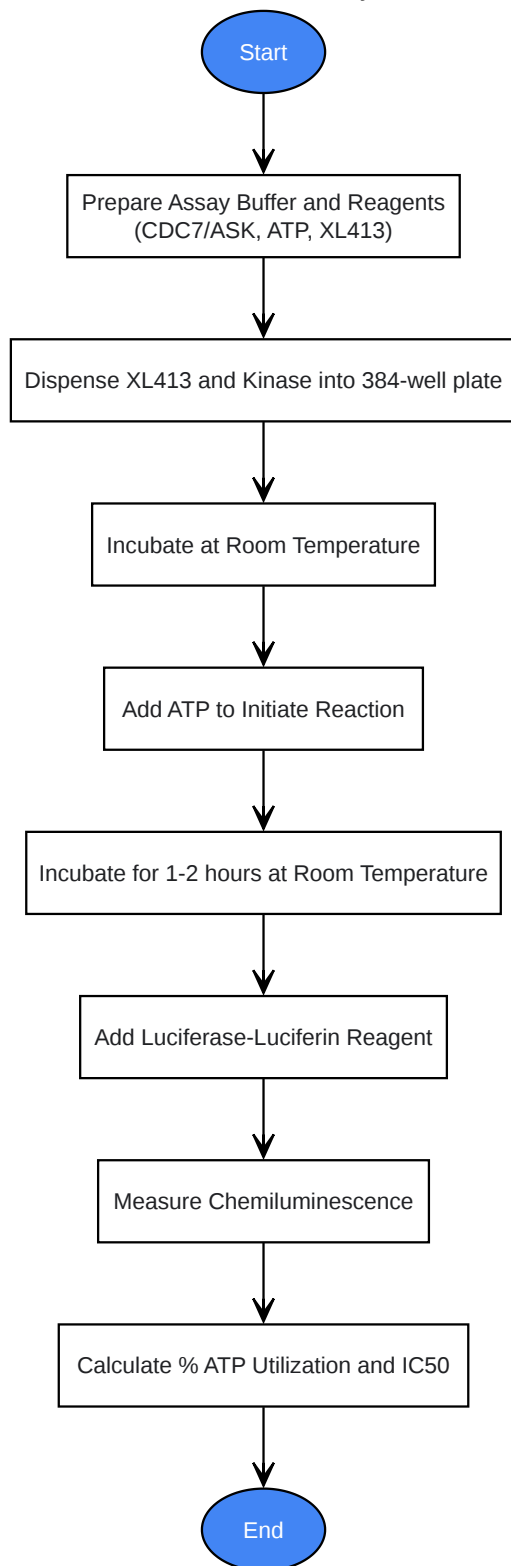 Start
Prepare Assay Buffer and Reagents
(CDC7/ASK, ATP, XL413)
Dispense XL413 and Kinase into 384-well plate
Incubate at Room Temperature
Add ATP to Initiate Reaction
Incubate for 1-2 hours at Room Temperature
Add Luciferase-Luciferin Reagent
Measure Chemiluminescence
Calculate % ATP Utilization and IC50
End